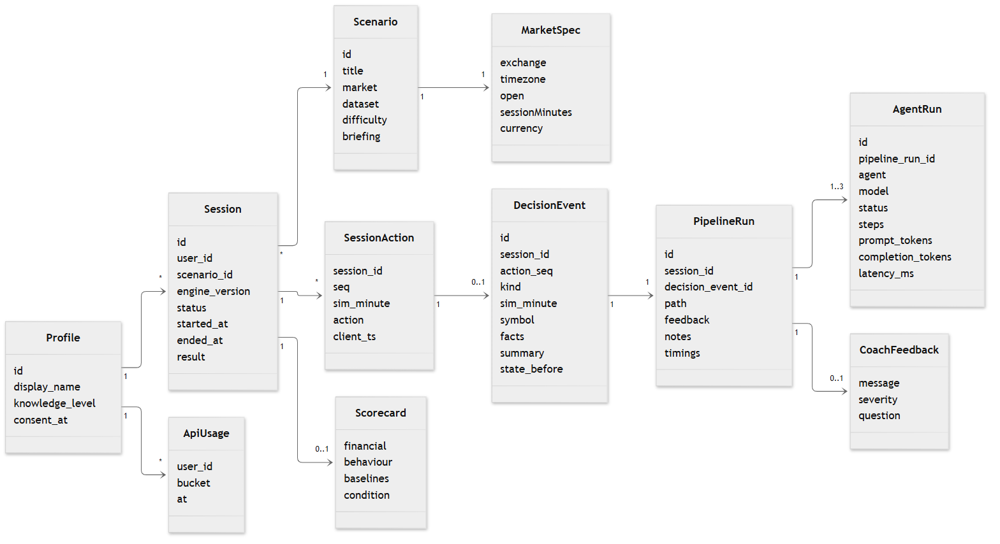 Scenario
id
title
market
dataset
difficulty
briefing
1
*
MarketSpec
exchange
timezone
open
sessionMinutes
currency
1
1
AgentRun
id
pipeline_run_id
agent
model
status
steps
prompt_tokens
completion_tokens
latency_ms
1..3
1
Session
id
user_id
scenario_id
engine_version
status
started_at
ended_at
result
*
1
SessionAction
session_id
seq
sim_minute
action
client_ts
*
1
DecisionEvent
id
session_id
action_seq
kind
sim_minute
symbol
facts
summary
state_before
0..1
1
PipelineRun
id
session_id
decision_event_id
path
feedback
notes
timings
1
1
Profile
id
display_name
knowledge_level
consent_at
1
1
ApiUsage
user_id
bucket
at
*
Scorecard
financial
behaviour
baselines
condition
0..1
1
CoachFeedback
message
severity
question
0..1
1